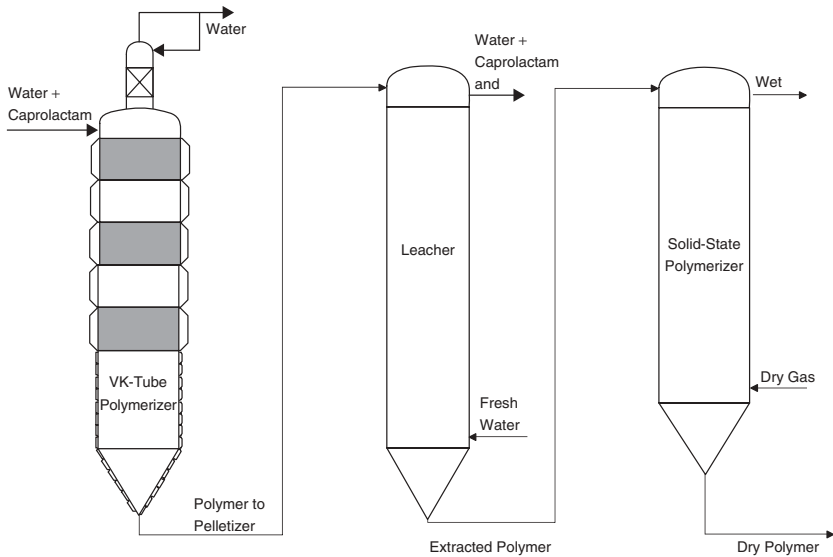 Water
Water +
Caprolactam
VK-Tube
Polymerizer
Polymer to
Pelletizer
Water +
Caprolactam
and
Leacher
Fresh
Water
Extracted Polymer
Wet
Solid-State
Polymerizer
Dry Gas
Dry Polymer